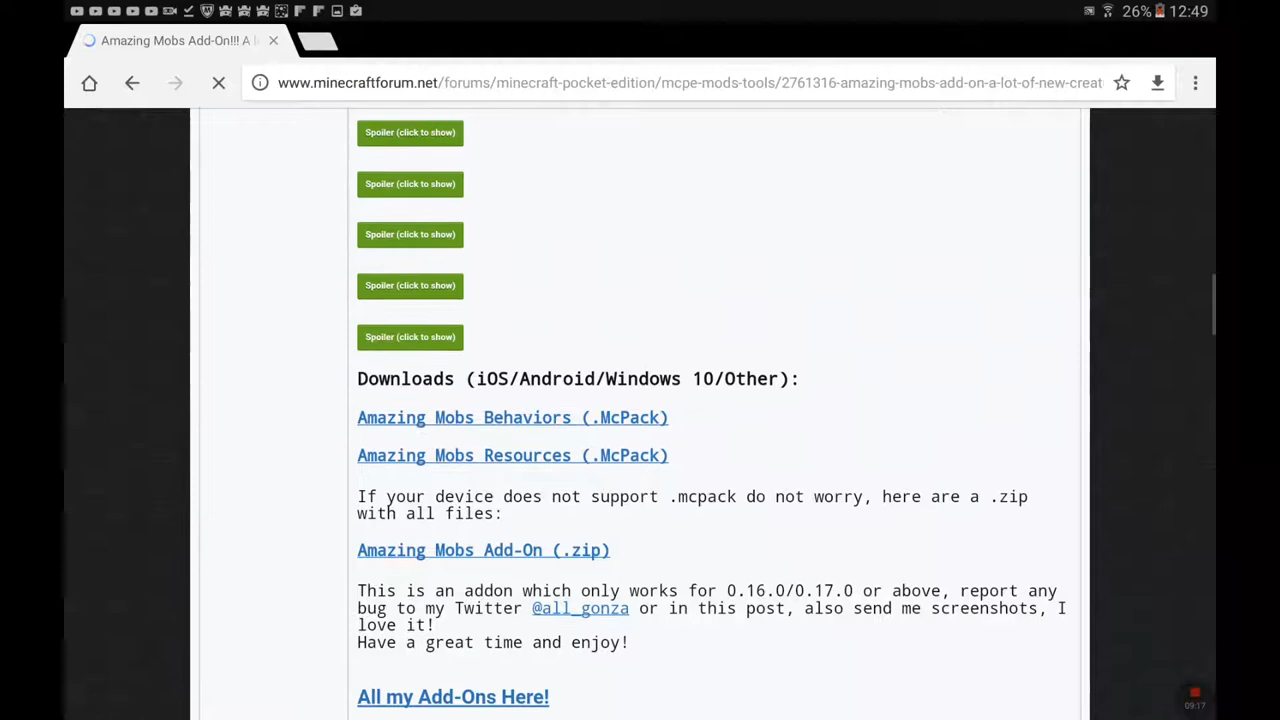 26% 12:49
Amazing Mobs Add-On!!! A l
www.minecraftforum.net/forums/minecraft-pocket-edition/mcpe-mods-tools/2761316-amazing-mobs-add-on-a-lot-of-new-creat
Spoiler (click to show)
Spoiler (click to show)
Spoiler (click to show)
Spoiler (click to show)
Spoiler (click to show)
Downloads (iOS/Android/Windows 10/Other):
Amazing Mobs Behaviors (.McPack)
Amazing Mobs Resources (.McPack)
If your device does not support .mcpack do not worry, here are a .zip
with all files:
Amazing Mobs Add-On (.zip)
This is an addon which only works for 0.16.0/0.17.0 or above, report any
bug to my Twitter @all_gonza or in this post, also send me screenshots, I
love it!
Have a great time and enjoy!
All my Add-Ons Here!
09:17